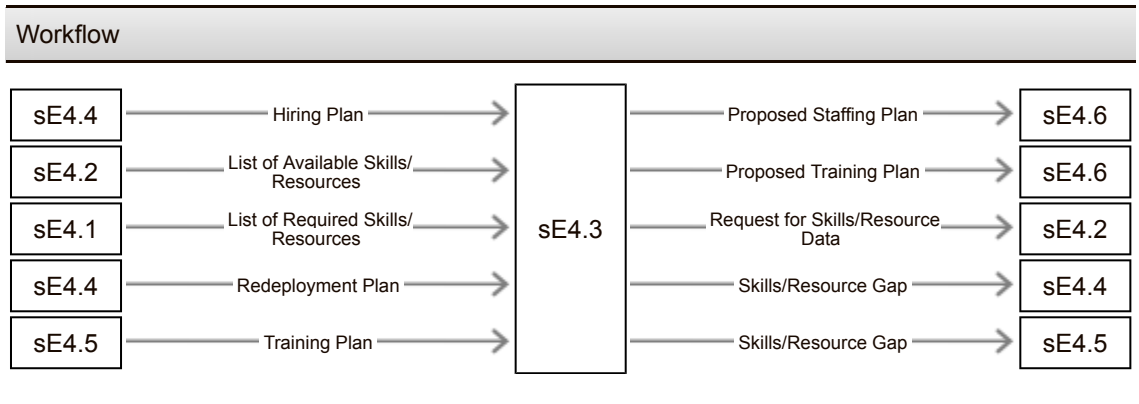 Workflow
sE4.4 Hiring Plan Proposed Staffing Plan sE4.6
sE4.2 List of Available Skills/
Resources Proposed Training Plan sE4.6
sE4.1 List of Required Skills/
Resources sE4.3 Request for Skills/Resource
Data sE4.2
sE4.4 Redeployment Plan Skills/Resource Gap sE4.4
sE4.5 Training Plan Skills/Resource Gap sE4.5